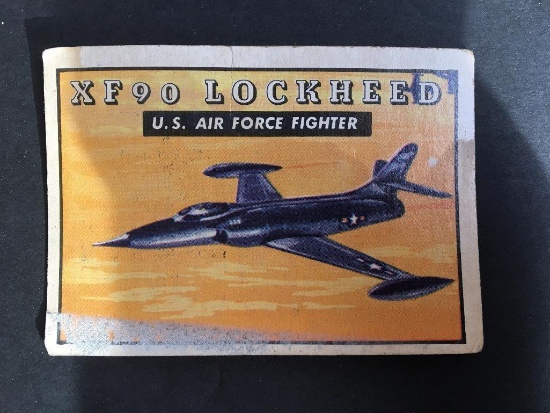 XF90 LOCKHEED
U.S. AIR FORCE FIGHTER